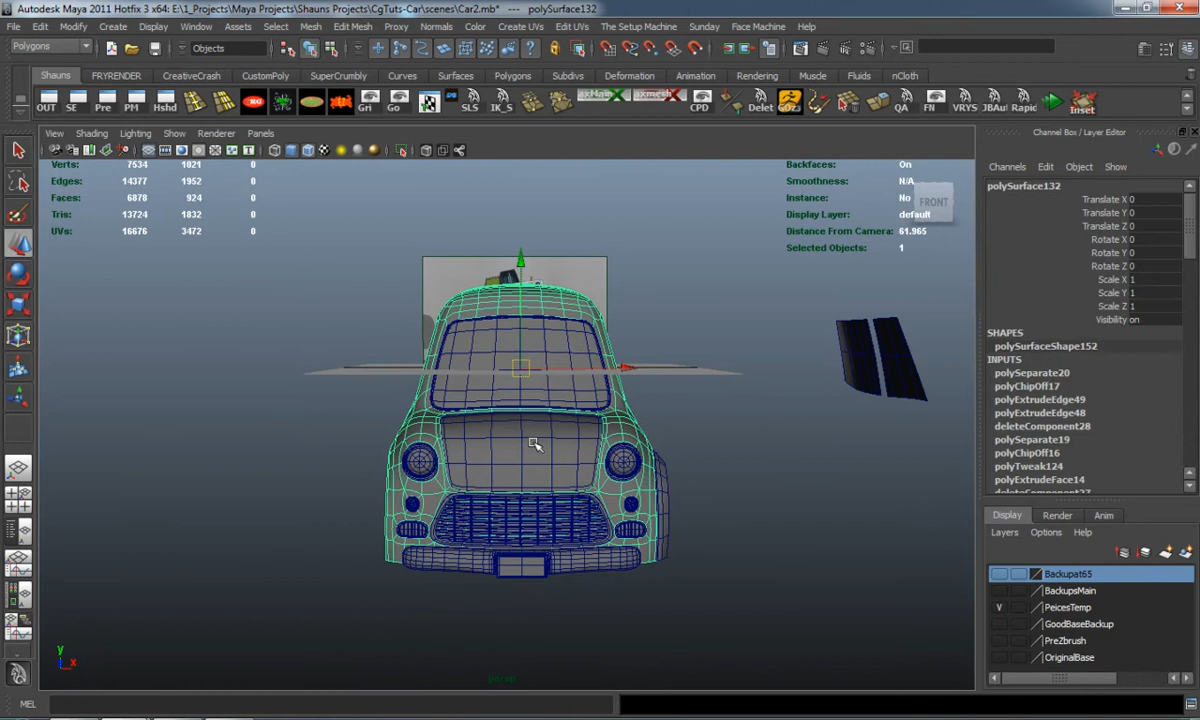 Autodesk Maya 2011 Hotfix 3 x64: E:\1_Projects\Maya Projects\Shauns Projects\CgTuts-Car\scenes\Car2.mb* --- polySurface132
File Edit Modify Create Display Window Assets Select Mesh Edit Mesh Proxy Normals Color Create UVs Edit UVs The Setup Machine Sunday Face Machine Help
Polygons Objects
Shauns FRYRENDER CreativeCrash CustomPoly SuperCrumbly Curves Surfaces Polygons Subdivs Deformation Animation Rendering Muscle Fluids nCloth
OUT SE Pre PM Hshd Gri Go SLS IK_S CPD Delet GOz QA FN VRYS JBAu Rapic Inset
View Shading Lighting Show Renderer Panels
Channel Box / Layer Editor
Channels Edit Object Show
Verts: 7534 1021 0
Edges: 14377 1952 0
Faces: 6878 924 0
Tris: 13724 1832 0
UVs: 16676 3472 0
Backfaces: On
Smoothness: N/A
Instance: No
Display Layer: default
Distance From Camera: 61.965
Selected Objects: 1
FRONT
polySurface132
Translate X 0
Translate Y 0
Translate Z 0
Rotate X 0
Rotate Y 0
Rotate Z 0
Scale X 1
Scale Y 1
Scale Z 1
Visibility on
SHAPES
polySurfaceShape152
INPUTS
polySeparate20
polyChipOff17
polyExtrudeEdge49
polyExtrudeEdge48
deleteComponent28
polySeparate19
polyChipOff16
polyTweak124
polyExtrudeFace14
deleteComponent27
Display Render Anim
Layers Options Help
Backupat65
BackupsMain
V PeicesTemp
GoodBaseBackup
PreZbrush
OriginalBase
y
x
persp
MEL